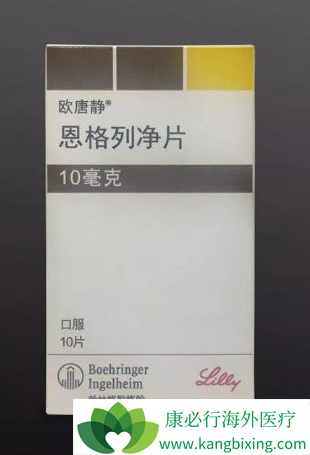 欧唐静®
恩格列净片
10毫克
口服
10片
Boehringer
Ingelheim
Lilly
康必行海外医疗
www.kangbixing.com